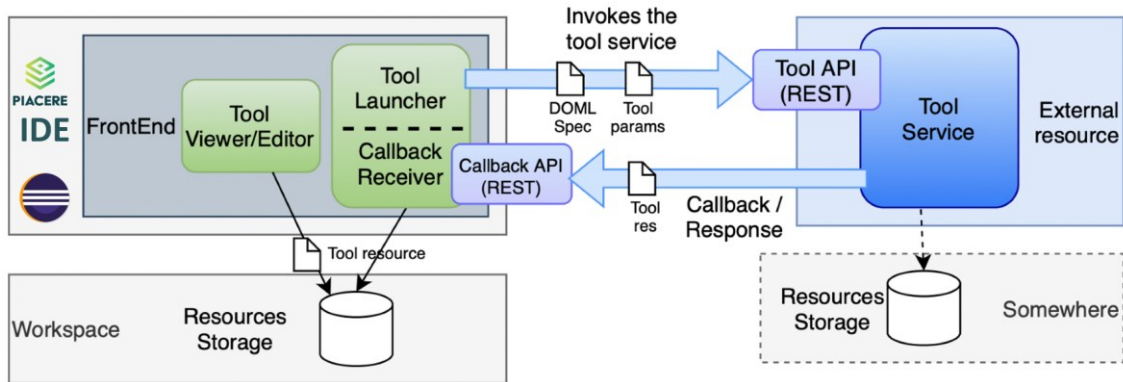 PIACERE
IDE
FrontEnd
Tool
Viewer/Editor
Tool
Launcher
Callback
Receiver
Callback API
(REST)
Invokes the
tool service
DOML
Spec
Tool
params
Tool API
(REST)
Tool
Service
External
resource
Tool
res
Callback /
Response
Tool resource
Workspace
Resources
Storage
Resources
Storage
Somewhere